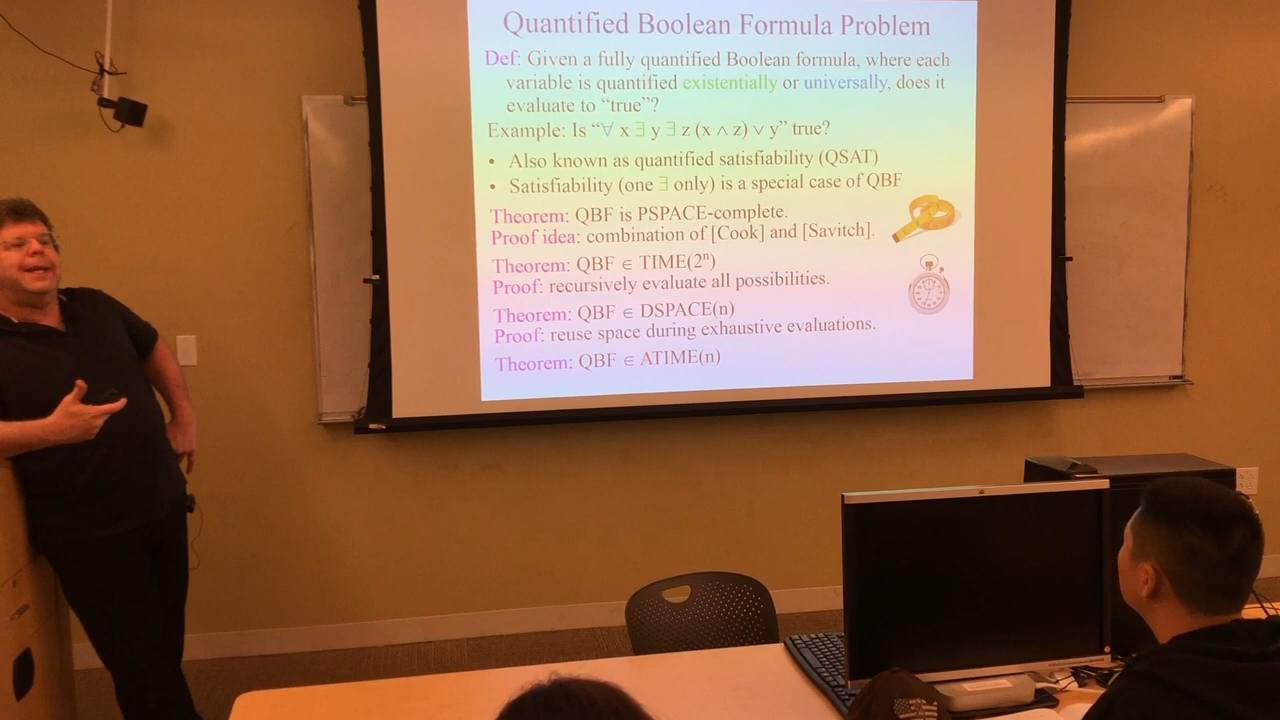 Quantified Boolean Formula Problem
Def: Given a fully quantified Boolean formula, where each
variable is quantified existentially or universally, does it
evaluate to “true”?
Example: Is “∀ x ∃ y ∃ z (x ∧ z) ∨ y” true?
• Also known as quantified satisfiability (QSAT)
• Satisfiability (one ∃ only) is a special case of QBF
Theorem: QBF is PSPACE-complete.
Proof idea: combination of [Cook] and [Savitch].
Theorem: QBF ∈ TIME(2ⁿ)
Proof: recursively evaluate all possibilities.
Theorem: QBF ∈ DSPACE(n)
Proof: reuse space during exhaustive evaluations.
Theorem: QBF ∈ ATIME(n)